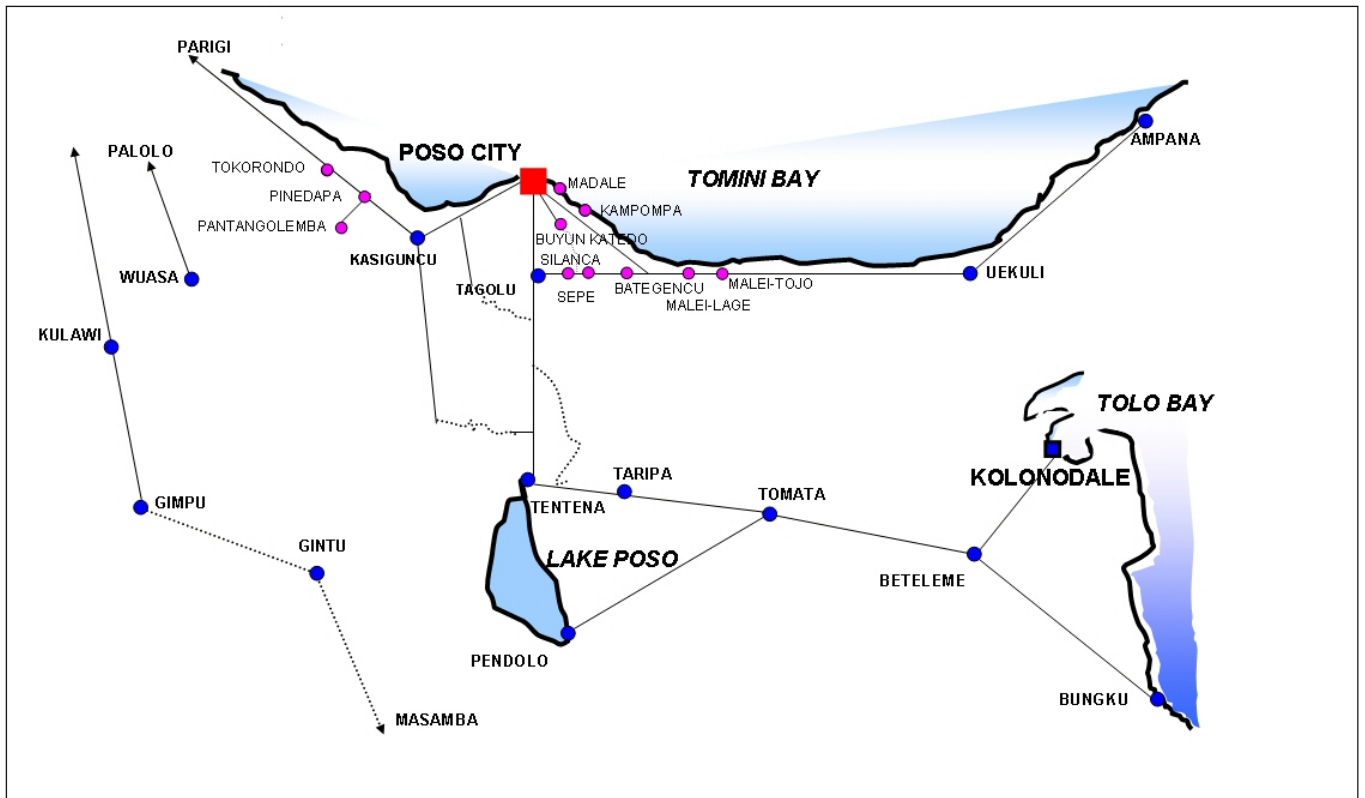 PARIGI
PALOLO
POSO CITY
AMPANA
TOKORONDO
MADALE
TOMINI BAY
PINEDAPA
KAMPOMPA
PANTANGOLEMBA
BUYUN KATEDO
KASIGUNCU
SILANCA
WUASA
TAGOLU
SEPE
BATEGENCU
MALEI-TOJO
UEKULI
MALEI-LAGE
KULAWI
TOLO BAY
TARIPA
KOLONODALE
GIMPU
TENTENA
TOMATA
GINTU
LAKE POSO
BETELEME
PENDOLO
BUNGKU
MASAMBA